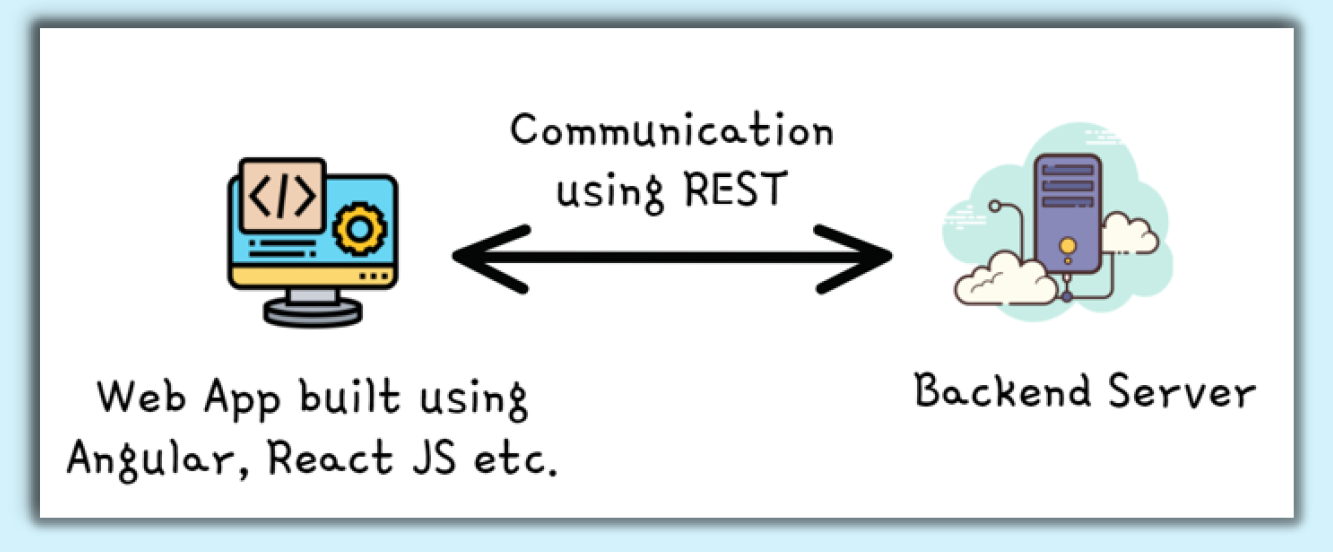 Communication
using REST
</>
Web App built using
Angular, React JS etc.
Backend Server